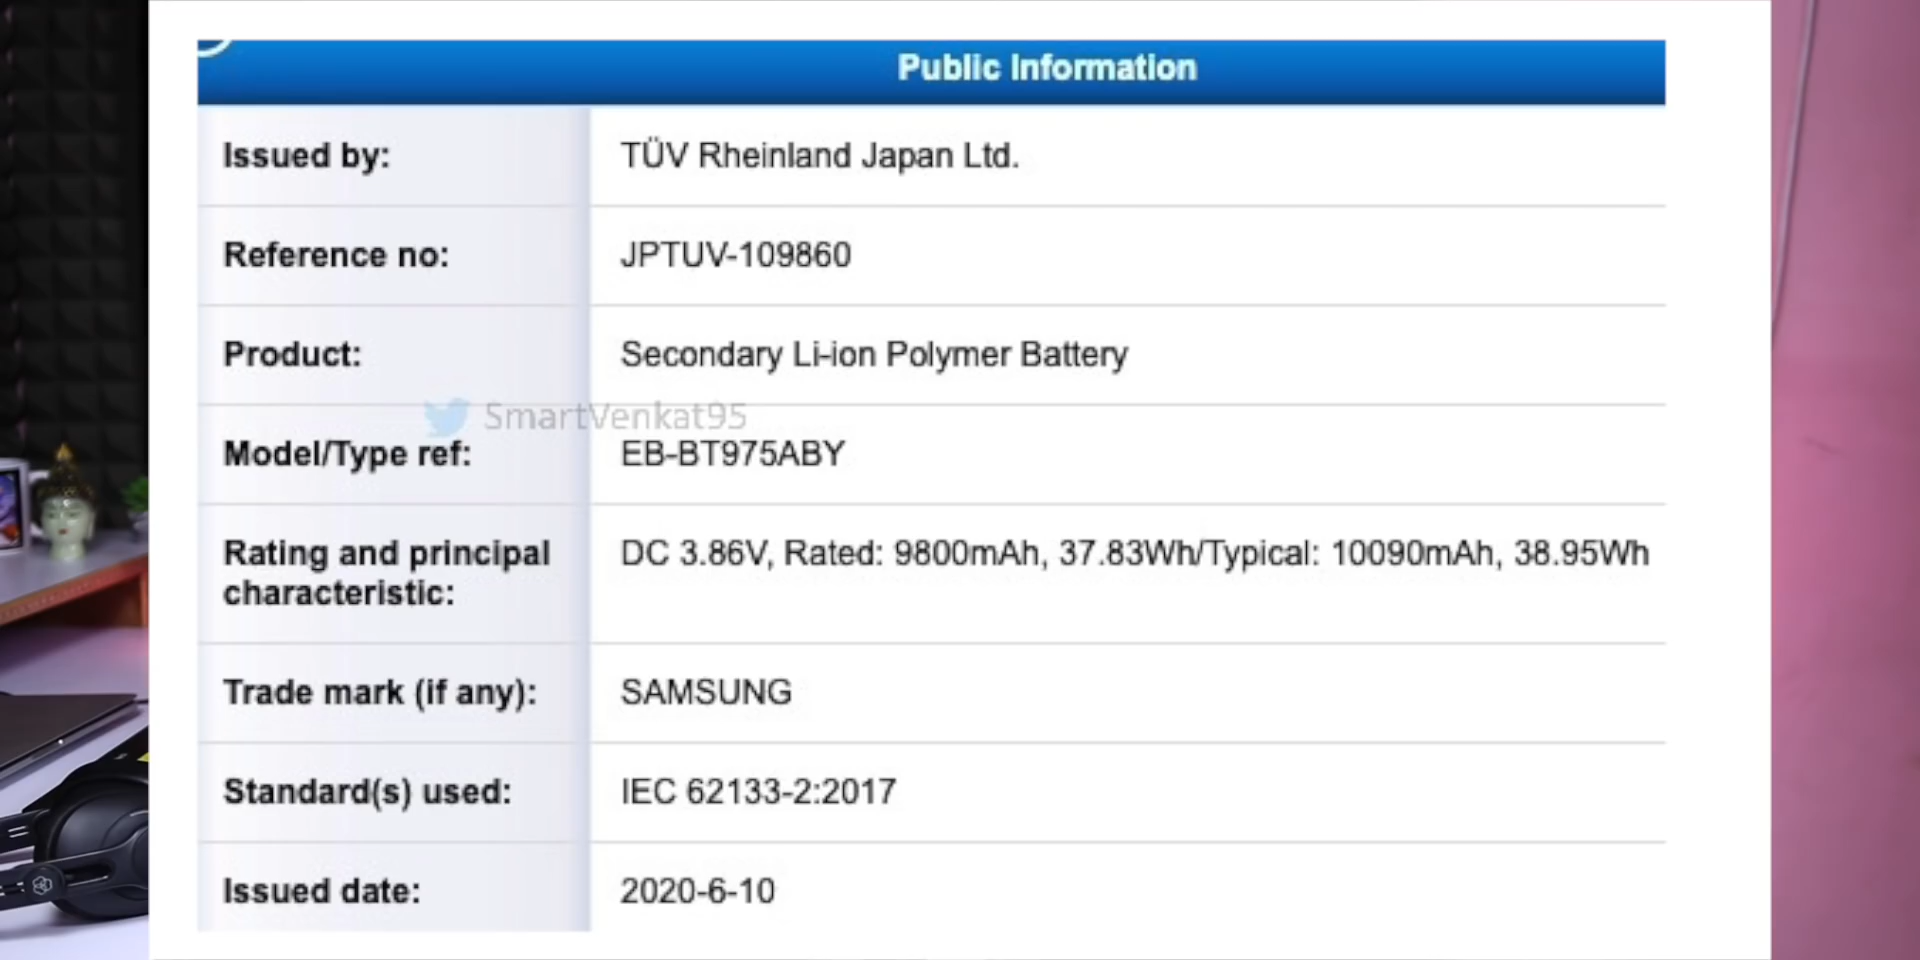 Public Information
Issued by: TÜV Rheinland Japan Ltd.
Reference no: JPTUV-109860
Product: Secondary Li-ion Polymer Battery
SmartVenkat95
Model/Type ref: EB-BT975ABY
Rating and principal characteristic: DC 3.86V, Rated: 9800mAh, 37.83Wh/Typical: 10090mAh, 38.95Wh
Trade mark (if any): SAMSUNG
Standard(s) used: IEC 62133-2:2017
Issued date: 2020-6-10